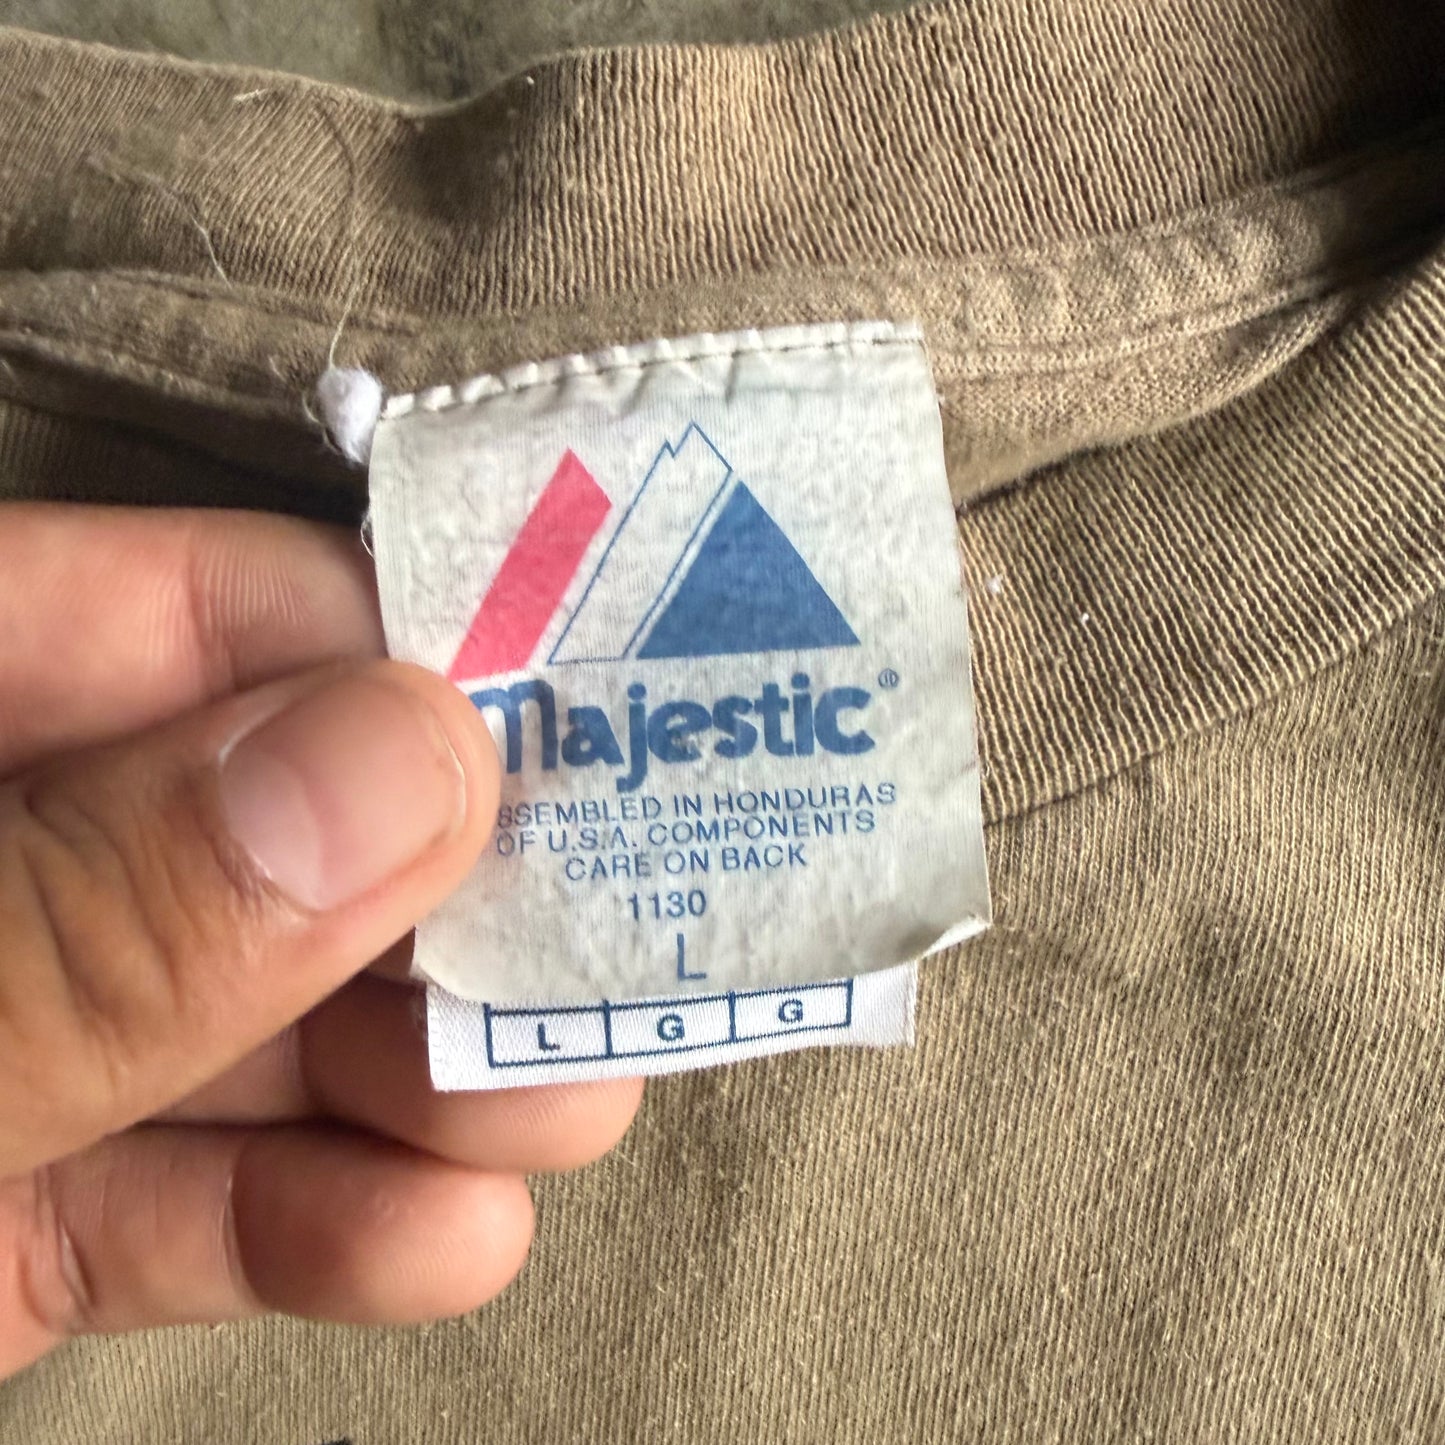 Majestic®
SSEMBLED IN HONDURAS
OF U.S.A. COMPONENTS
CARE ON BACK
1130
L
L G G